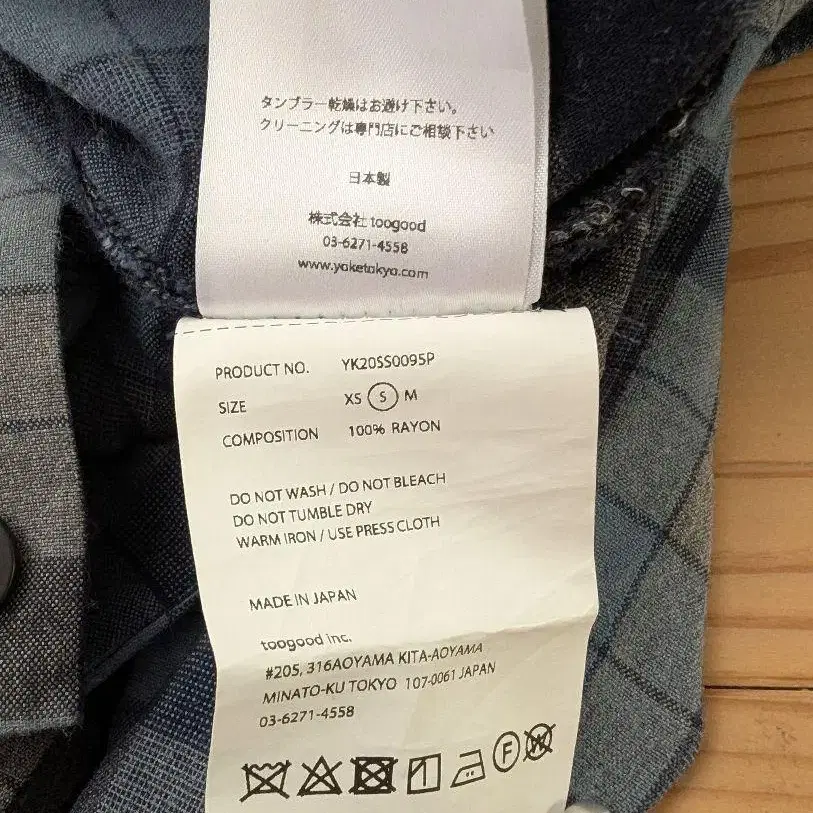 タンブラー乾燥はお避け下さい。
クリーニングは専門店にご相談下さい
日本製
株式会社 toogood
03-6271-4558
www.yaketokyo.com
PRODUCT NO. YK20SS0095P
SIZE XS S M
COMPOSITION 100% RAYON
DO NOT WASH / DO NOT BLEACH
DO NOT TUMBLE DRY
WARM IRON / USE PRESS CLOTH
MADE IN JAPAN
toogood inc.
#205, 316AOYAMA KITA-AOYAMA
MINATO-KU TOKYO 107-0061 JAPAN
03-6271-4558
F W